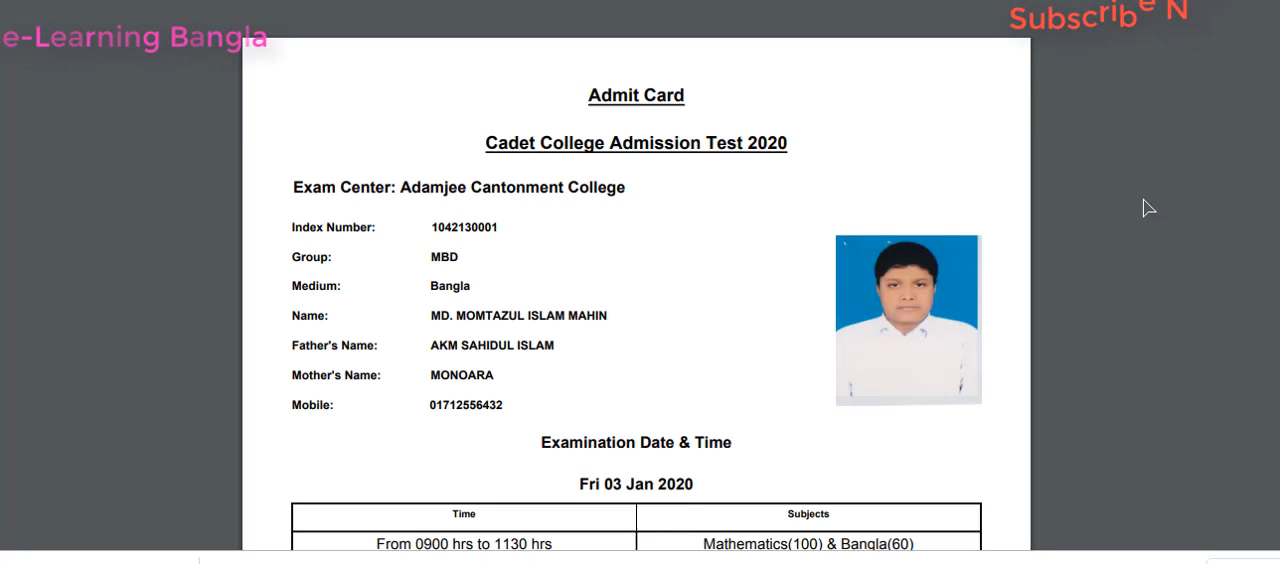 e-Learning Bangla
Subscribe N
Admit Card
Cadet College Admission Test 2020
Exam Center: Adamjee Cantonment College
Index Number: 1042130001
Group: MBD
Medium: Bangla
Name: MD. MOMTAZUL ISLAM MAHIN
Father's Name: AKM SAHIDUL ISLAM
Mother's Name: MONOARA
Mobile: 01712556432
Examination Date & Time
Fri 03 Jan 2020
Time Subjects
From 0900 hrs to 1130 hrs Mathematics(100) & Bangla(60)